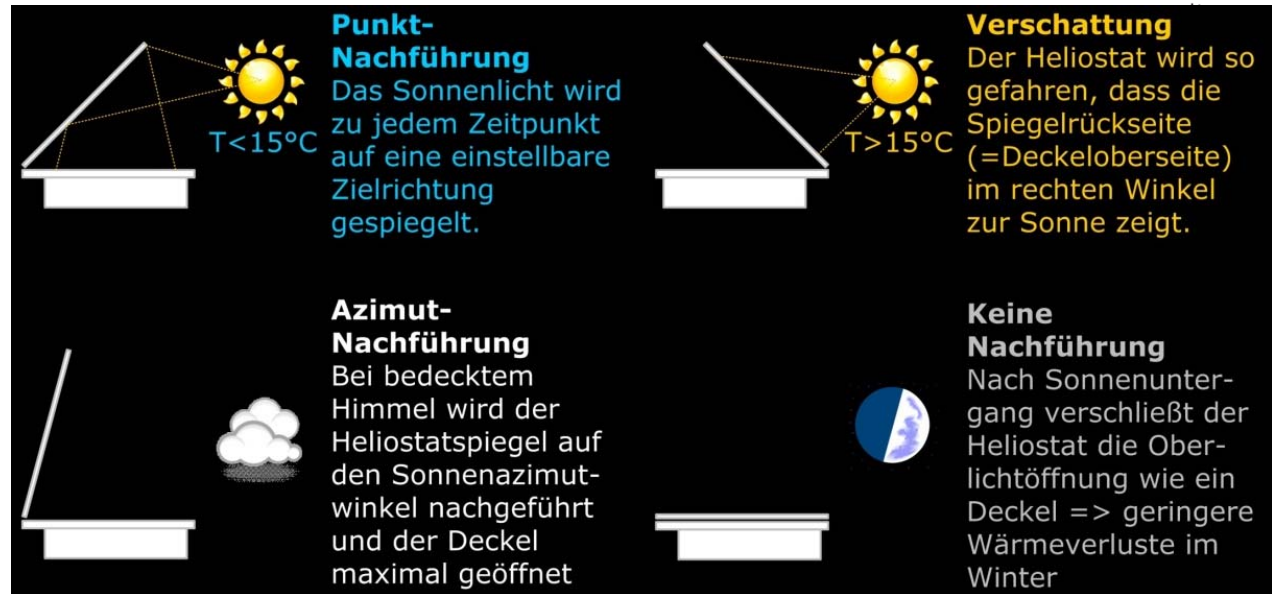 Punkt-
Nachführung
Das Sonnenlicht wird
zu jedem Zeitpunkt
auf eine einstellbare
Zielrichtung
gespiegelt.
T<15°C
Verschattung
Der Heliostat wird so
gefahren, dass die
Spiegelrückseite
(=Deckeloberseite)
im rechten Winkel
zur Sonne zeigt.
T>15°C
Azimut-
Nachführung
Bei bedecktem
Himmel wird der
Heliostatspiegel auf
den Sonnenazimut-
winkel nachgeführt
und der Deckel
maximal geöffnet
Keine
Nachführung
Nach Sonnenunter-
gang verschließt der
Heliostat die Ober-
lichtöffnung wie ein
Deckel => geringere
Wärmeverluste im
Winter